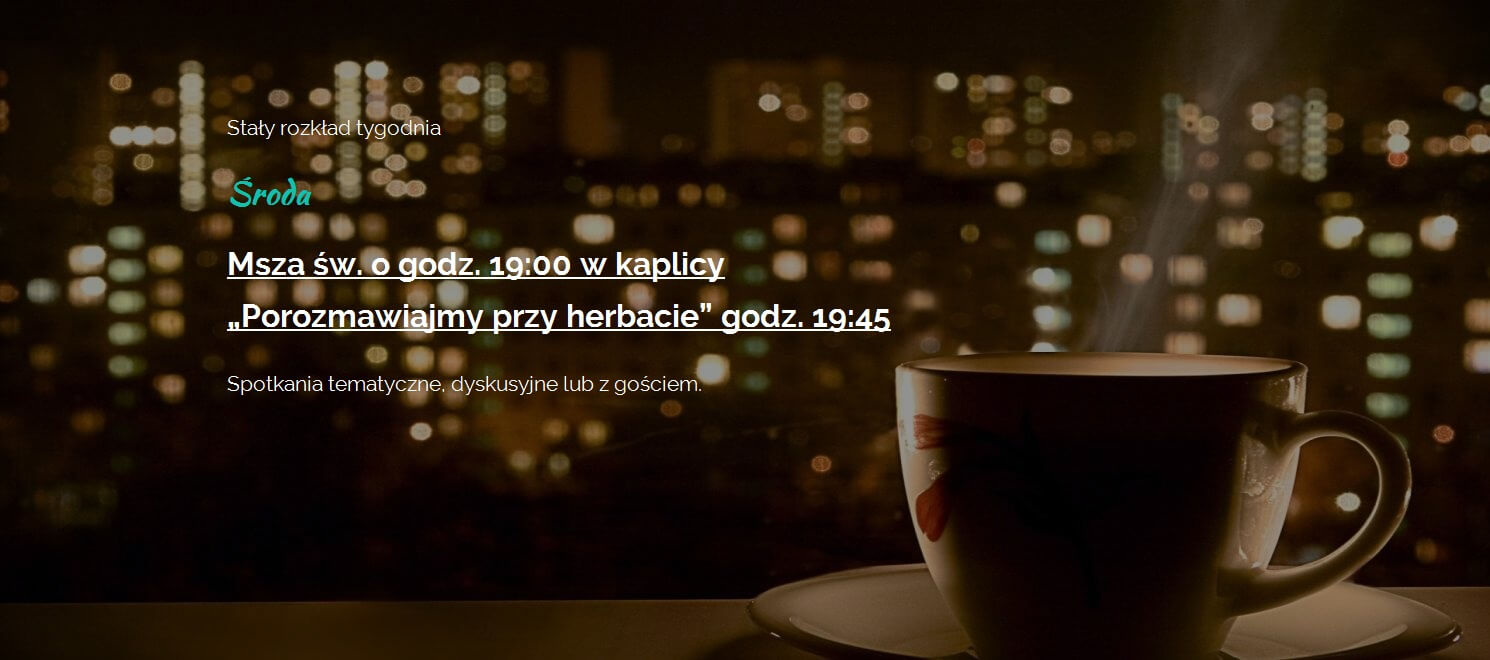 Stały rozkład tygodnia
Środa
Msza św. o godz. 19:00 w kaplicy
„Porozmawiajmy przy herbacie” godz. 19:45
Spotkania tematyczne, dyskusyjne lub z gościem.